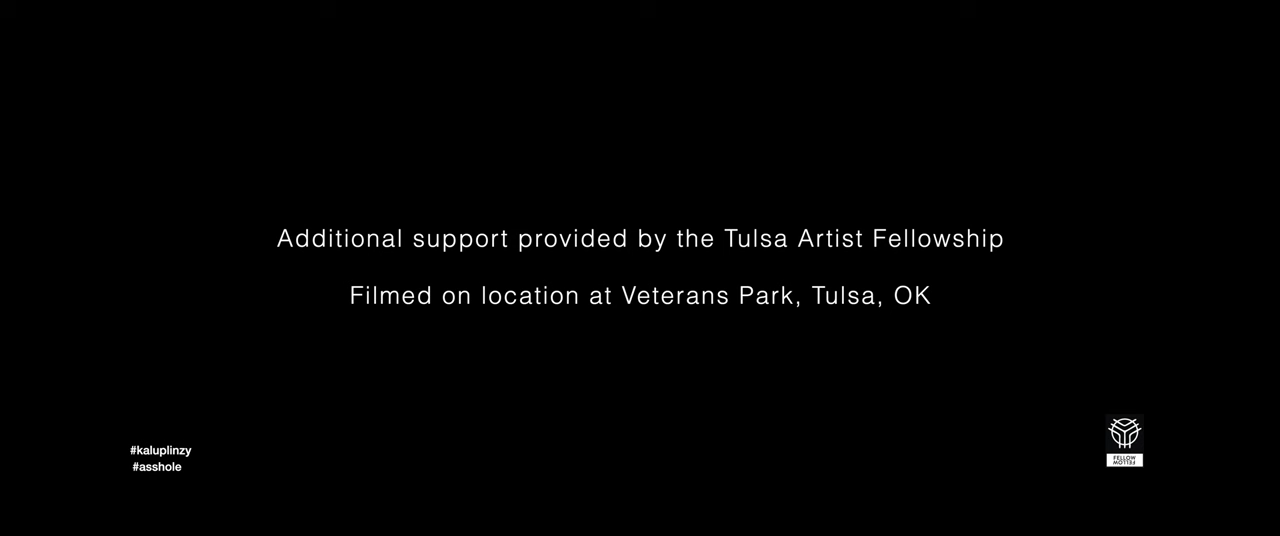 Additional support provided by the Tulsa Artist Fellowship
Filmed on location at Veterans Park, Tulsa, OK
#kaluplinzy
#asshole
FELLOW
FELLOW